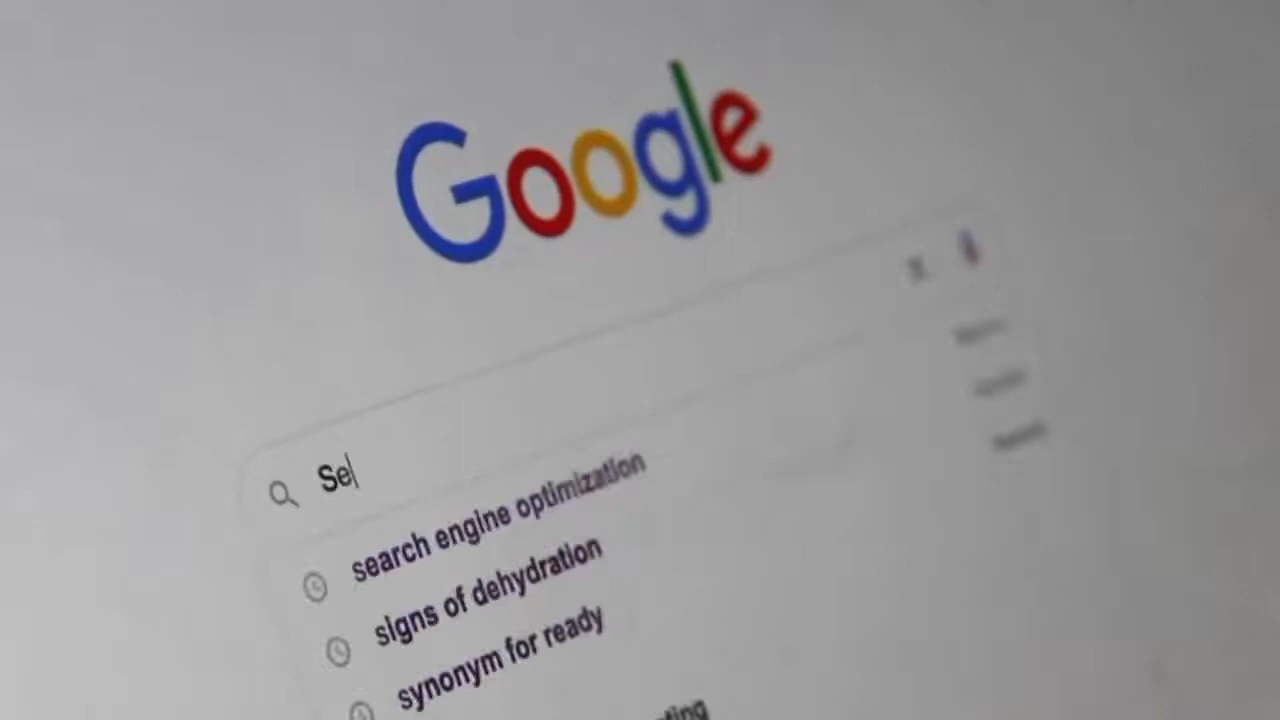 Google
Se
search engine optimization
signs of dehydration
synonym for ready